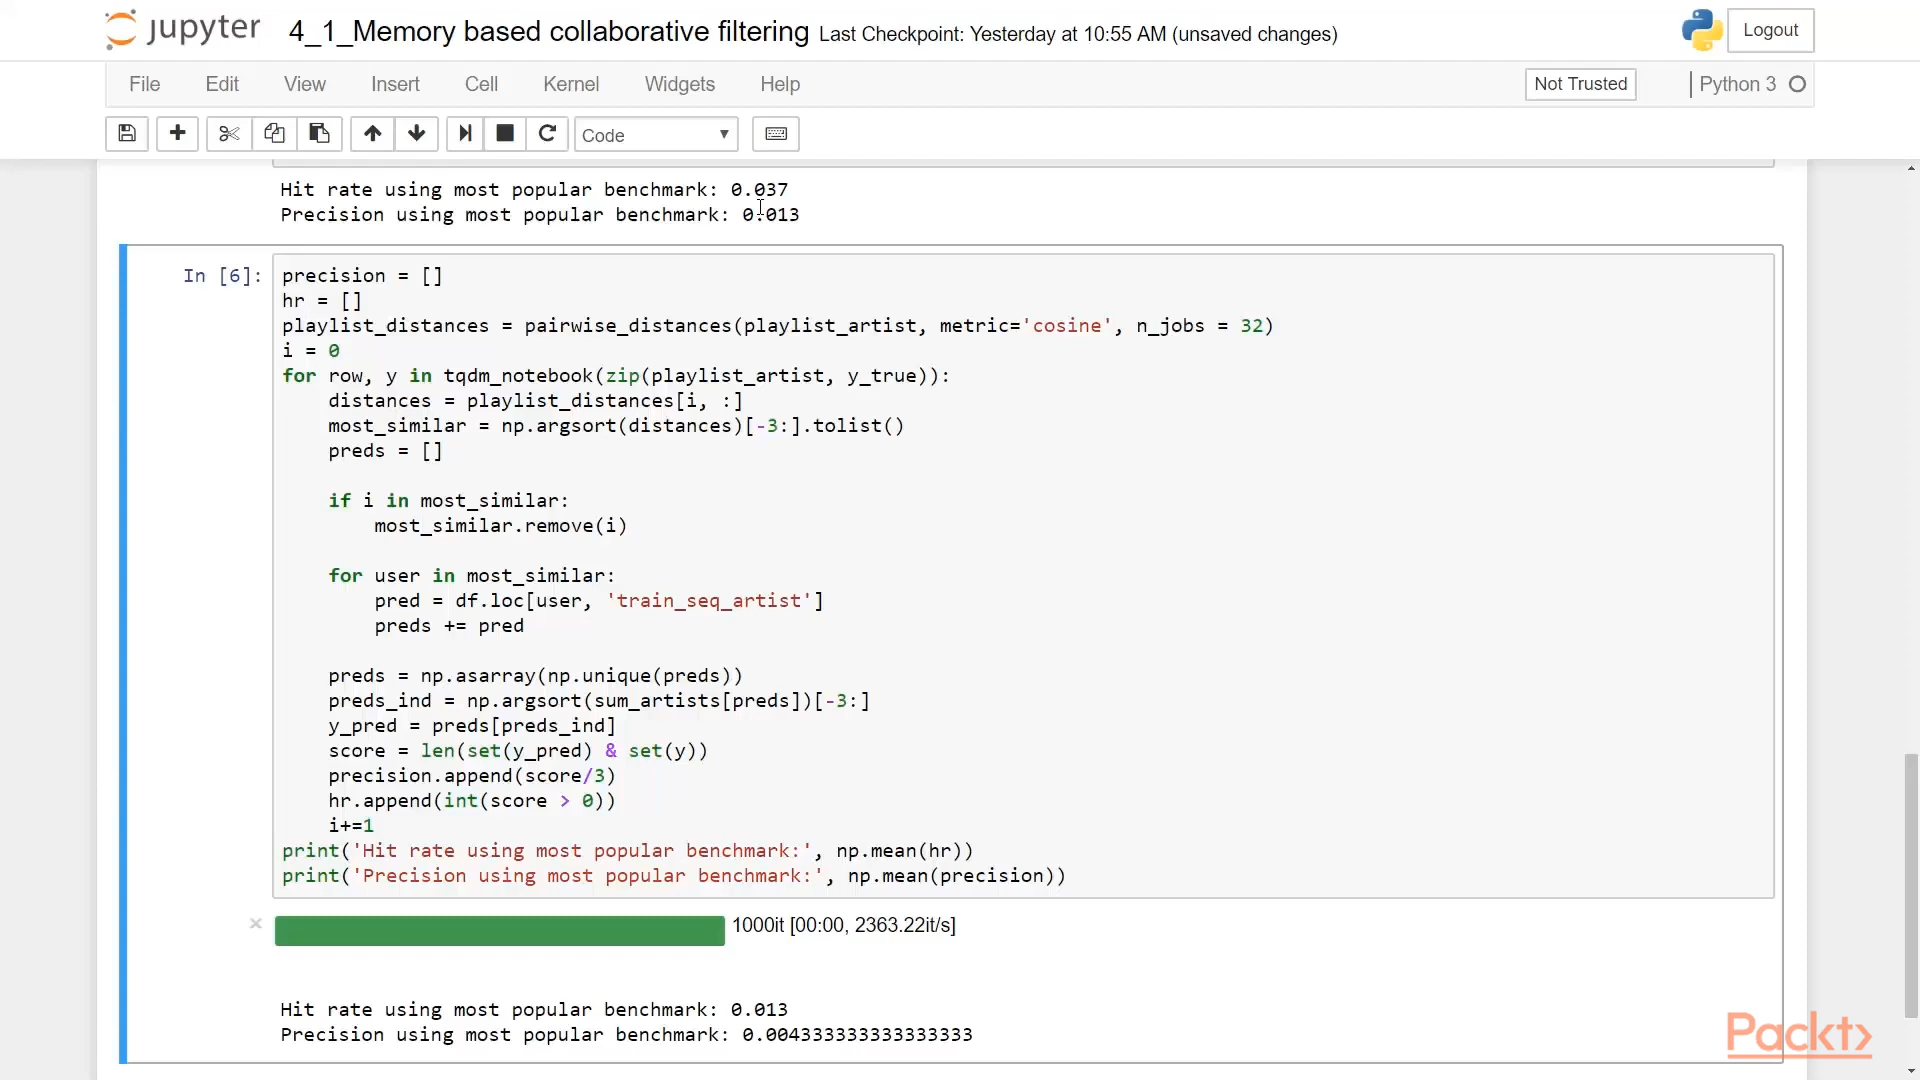 jupyter 4_1_Memory based collaborative filtering Last Checkpoint: Yesterday at 10:55 AM (unsaved changes) Logout
File Edit View Insert Cell Kernel Widgets Help Not Trusted Python 3
Code
Hit rate using most popular benchmark: 0.037
Precision using most popular benchmark: 0.013
In [6]: precision = []
hr = []
playlist_distances = pairwise_distances(playlist_artist, metric='cosine', n_jobs = 32)
i = 0
for row, y in tqdm_notebook(zip(playlist_artist, y_true)):
    distances = playlist_distances[i, :]
    most_similar = np.argsort(distances)[-3:].tolist()
    preds = []
    if i in most_similar:
        most_similar.remove(i)
    for user in most_similar:
        pred = df.loc[user, 'train_seq_artist']
        preds += pred
    preds = np.asarray(np.unique(preds))
    preds_ind = np.argsort(sum_artists[preds])[-3:]
    y_pred = preds[preds_ind]
    score = len(set(y_pred) & set(y))
    precision.append(score/3)
    hr.append(int(score > 0))
    i+=1
print('Hit rate using most popular benchmark:', np.mean(hr))
print('Precision using most popular benchmark:', np.mean(precision))
1000it [00:00, 2363.22it/s]
Hit rate using most popular benchmark: 0.013
Precision using most popular benchmark: 0.004333333333333333
Packt>